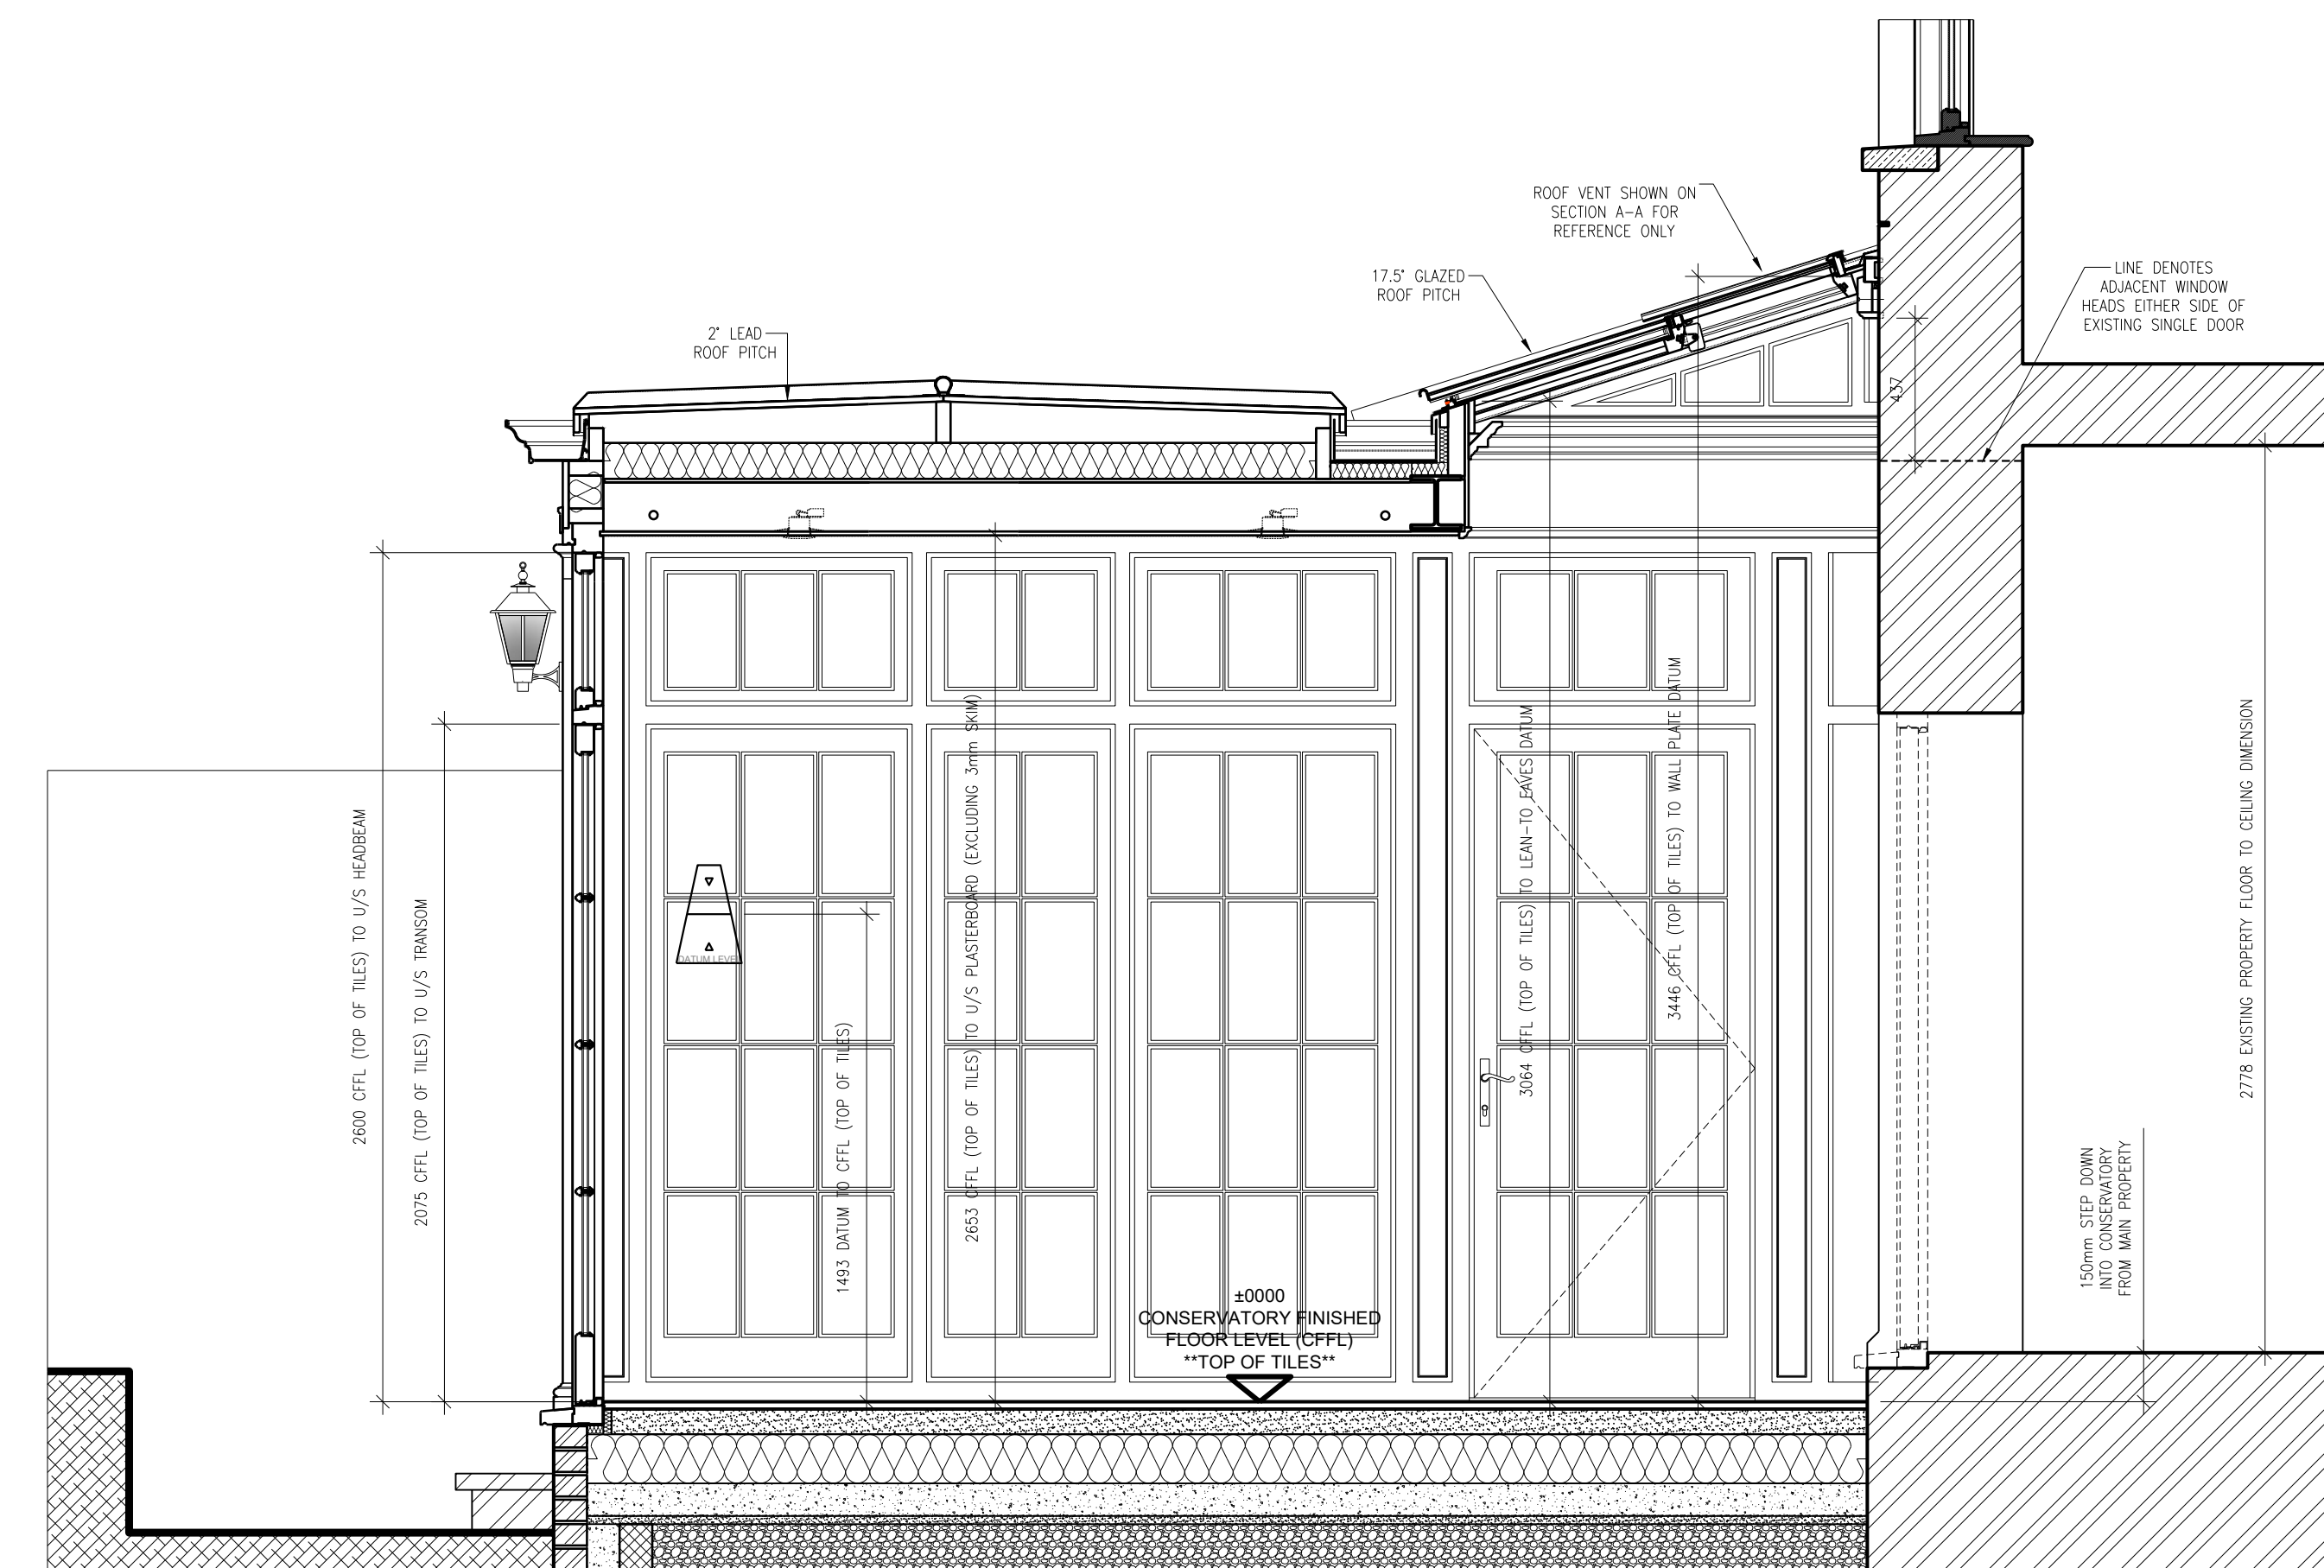 ROOF VENT SHOWN ON
SECTION A-A FOR
REFERENCE ONLY
17.5° GLAZED
ROOF PITCH
LINE DENOTES
ADJACENT WINDOW
HEADS EITHER SIDE OF
EXISTING SINGLE DOOR
2° LEAD
ROOF PITCH
437
2600 CFFL (TOP OF TILES) TO U/S HEADBEAM
2075 CFFL (TOP OF TILES) TO U/S TRANSOM
DATUM LEVEL
1493 DATUM TO CFFL (TOP OF TILES)
2653 CFFL (TOP OF TILES) TO U/S PLASTERBOARD (EXCLUDING 3mm SKIM)
3064 CFFL (TOP OF TILES) TO LEAN-TO EAVES DATUM
3446 CFFL (TOP OF TILES) TO WALL PLATE DATUM
2778 EXISTING PROPERTY FLOOR TO CEILING DIMENSION
150mm STEP DOWN
INTO CONSERVATORY
FROM MAIN PROPERTY
±0000
CONSERVATORY FINISHED
FLOOR LEVEL (CFFL)
**TOP OF TILES**